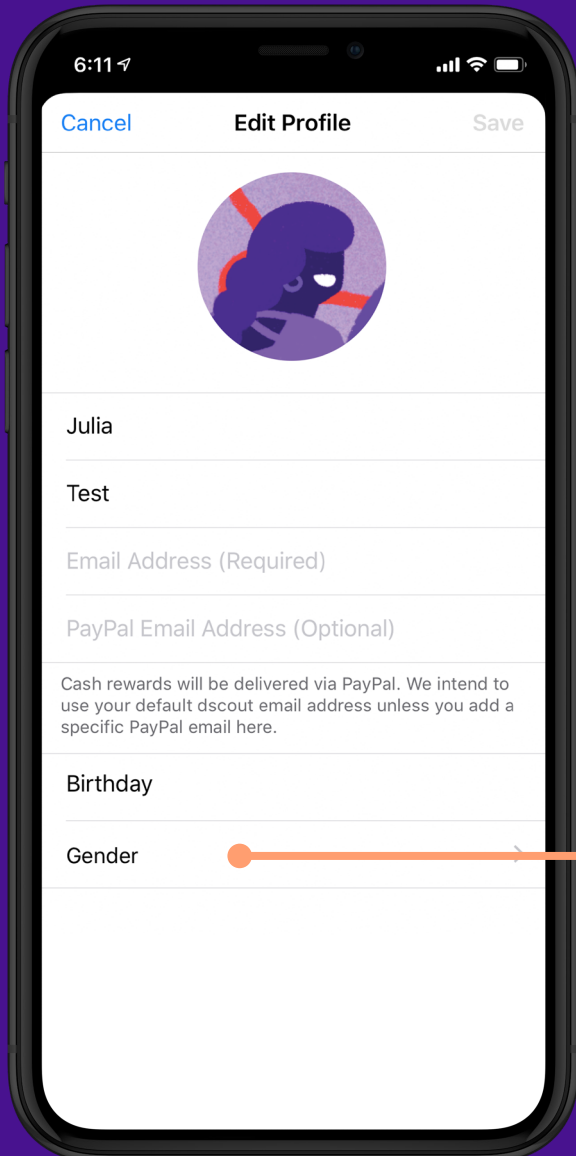 6:11
Cancel Edit Profile Save
Julia
Test
Email Address (Required)
PayPal Email Address (Optional)
Cash rewards will be delivered via PayPal. We intend to
use your default dscout email address unless you add a
specific PayPal email here.
Birthday
Gender